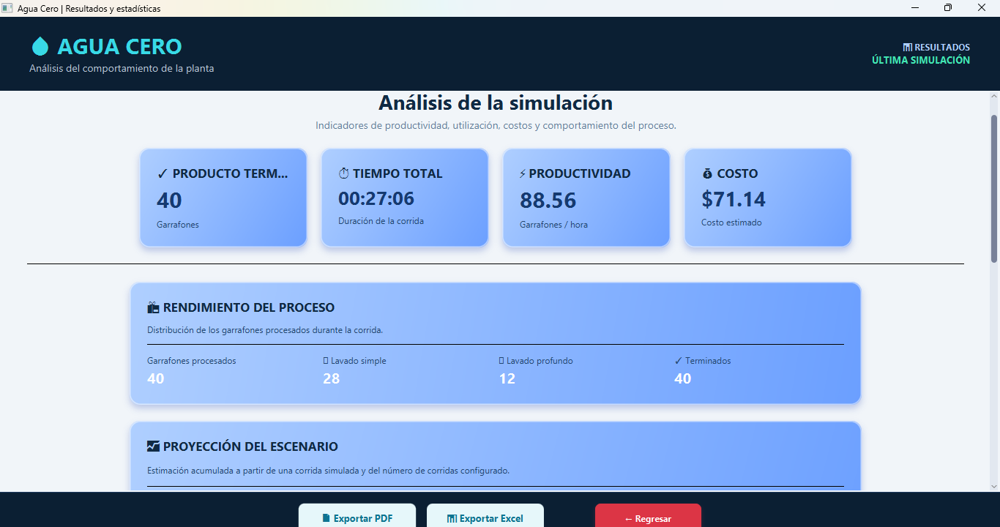 Agua Cero | Resultados y estadísticas
AGUA CERO
Análisis del comportamiento de la planta
RESULTADOS
ÚLTIMA SIMULACIÓN
Análisis de la simulación
Indicadores de productividad, utilización, costos y comportamiento del proceso.
✓ PRODUCTO TERM...
40
Garrafones
⏱ TIEMPO TOTAL
00:27:06
Duración de la corrida
⚡ PRODUCTIVIDAD
88.56
Garrafones / hora
💰 COSTO
$71.14
Costo estimado
RENDIMIENTO DEL PROCESO
Distribución de los garrafones procesados durante la corrida.
Garrafones procesados
40
Lavado simple
28
Lavado profundo
12
✓ Terminados
40
PROYECCIÓN DEL ESCENARIO
Estimación acumulada a partir de una corrida simulada y del número de corridas configurado.
Exportar PDF
Exportar Excel
← Regresar